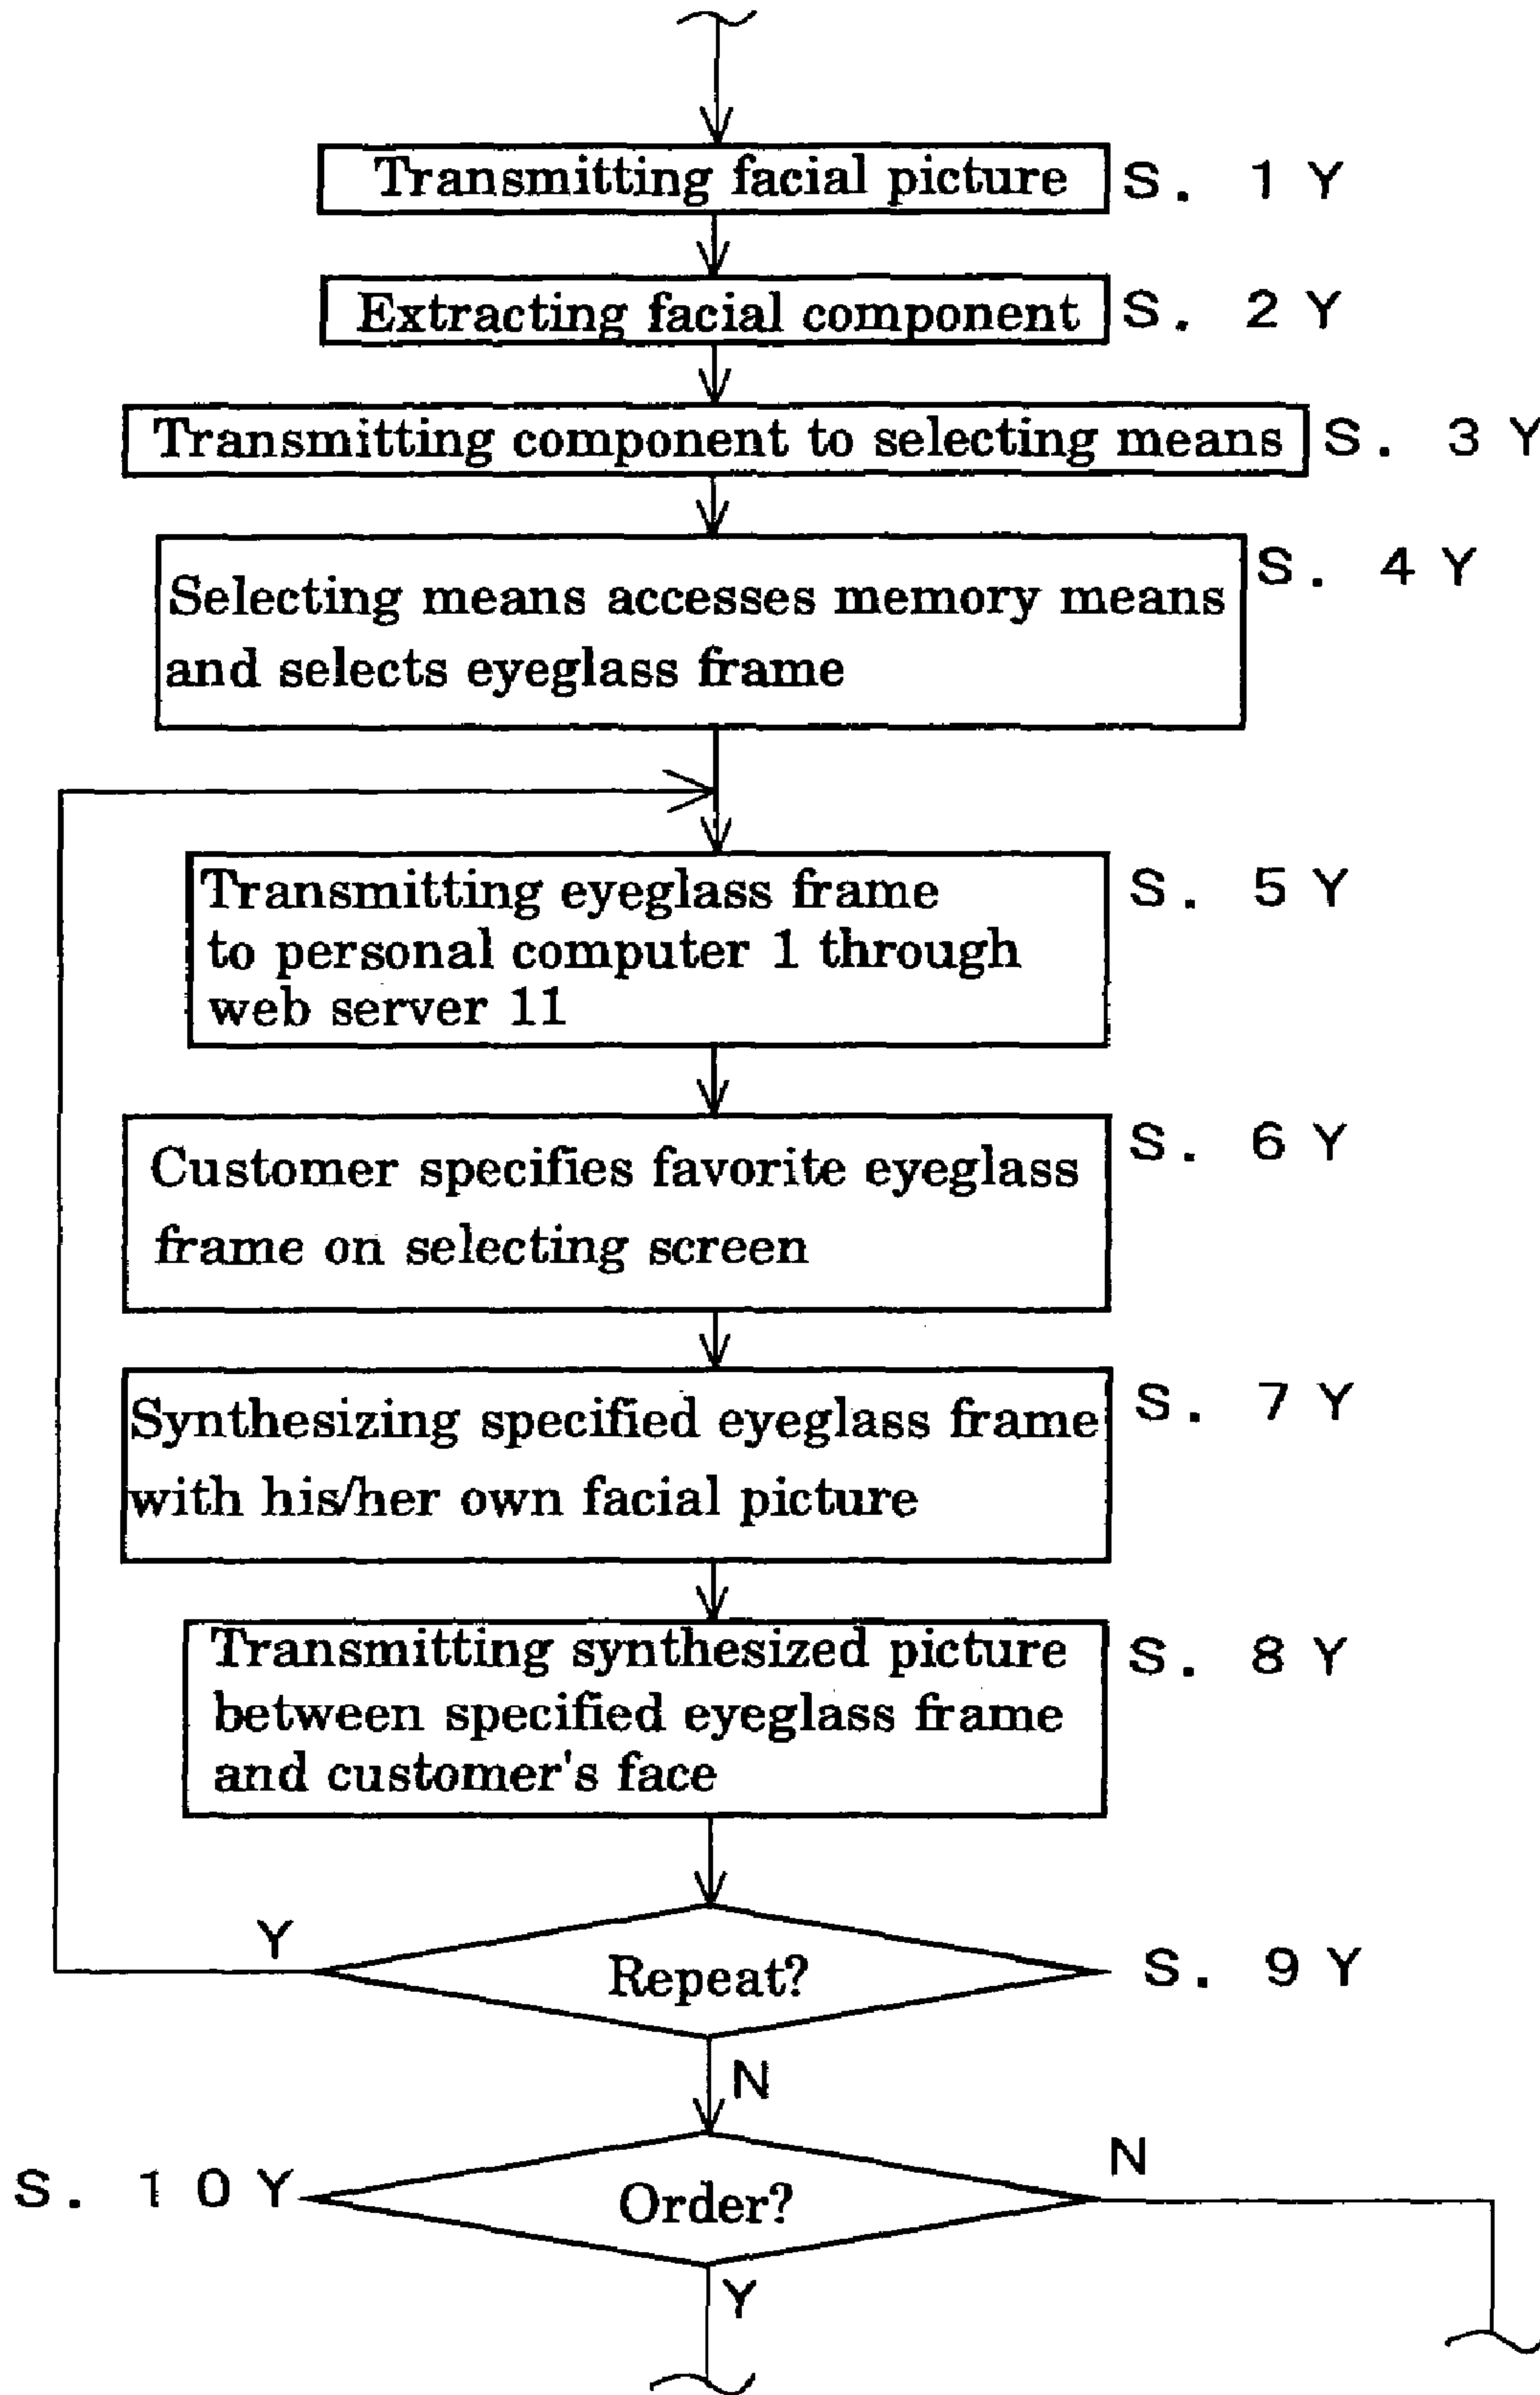 Transmitting facial picture S. 1 Y
Extracting facial component S. 2 Y
Transmitting component to selecting means S. 3 Y
Selecting means accesses memory means S. 4 Y
and selects eyeglass frame
Transmitting eyeglass frame S. 5 Y
to personal computer 1 through
web server 11
Customer specifies favorite eyeglass S. 6 Y
frame on selecting screen
Synthesizing specified eyeglass frame S. 7 Y
with his/her own facial picture
Transmitting synthesized picture S. 8 Y
between specified eyeglass frame
and customer's face
Y
Repeat? S. 9 Y
N
N
S. 10 Y Order?
Y